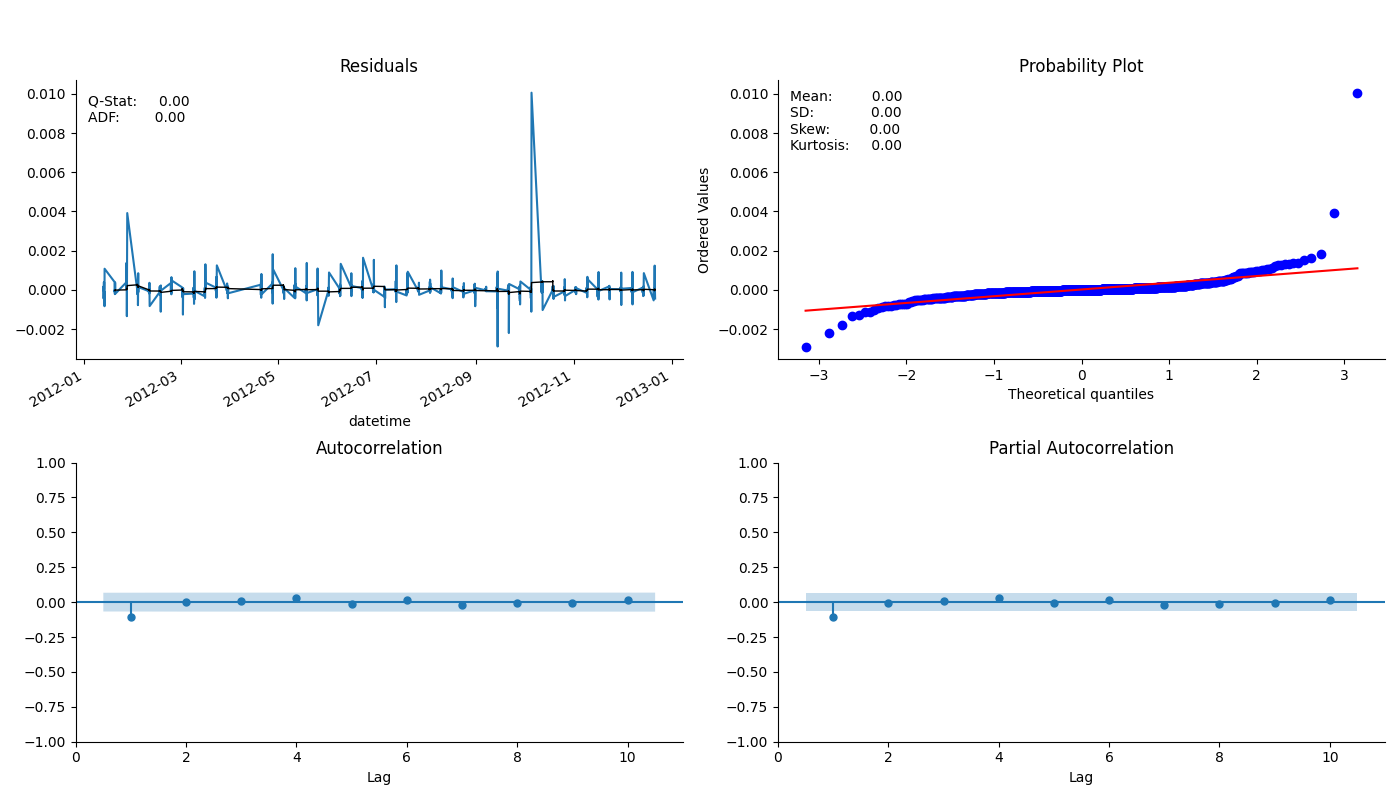 Residuals
Q-Stat: 0.00
ADF: 0.00
0.010
0.008
0.006
0.004
0.002
0.000
−0.002
2012-01
2012-03
2012-05
2012-07
2012-09
2012-11
2013-01
datetime
Probability Plot
Mean: 0.00
SD: 0.00
Skew: 0.00
Kurtosis: 0.00
Ordered Values
0.010
0.008
0.006
0.004
0.002
0.000
−0.002
−3 −2 −1 0 1 2 3
Theoretical quantiles
Autocorrelation
1.00
0.75
0.50
0.25
0.00
−0.25
−0.50
−0.75
−1.00
0 2 4 6 8 10
Lag
Partial Autocorrelation
1.00
0.75
0.50
0.25
0.00
−0.25
−0.50
−0.75
−1.00
0 2 4 6 8 10
Lag